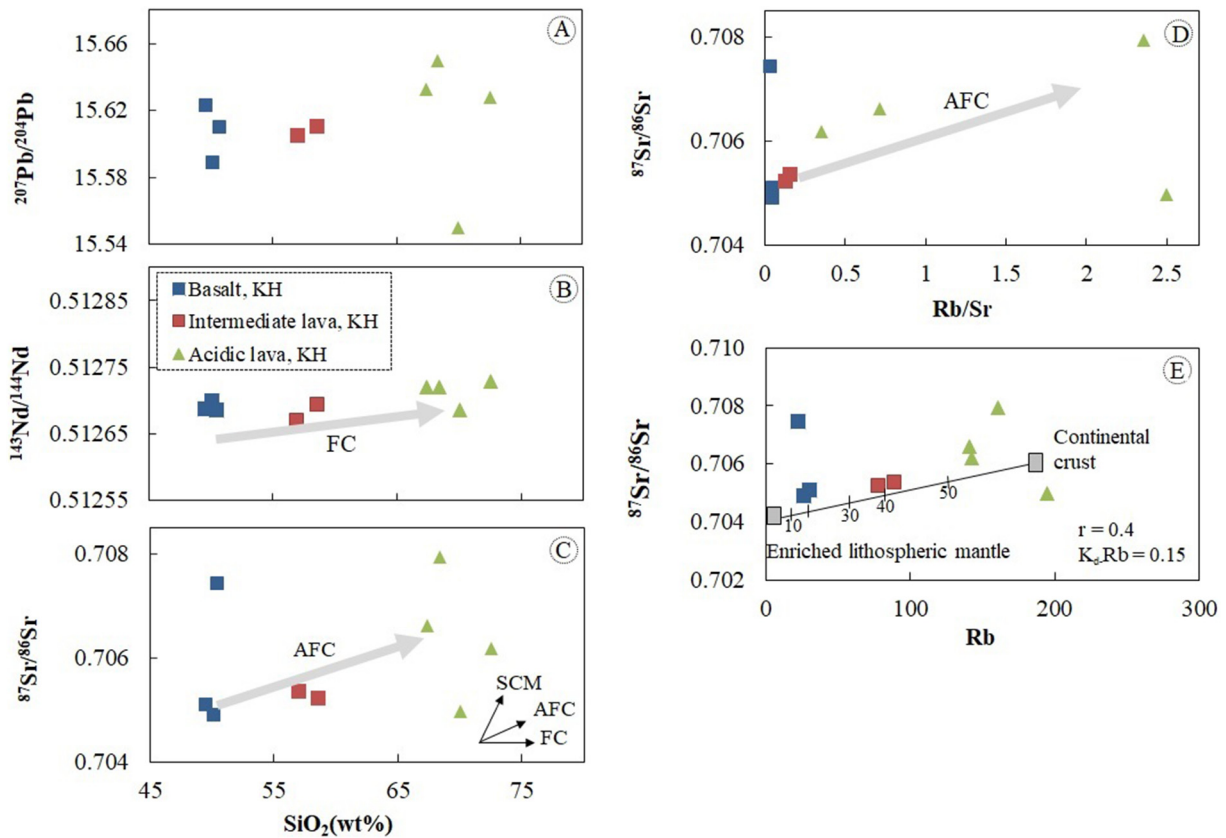 A
15.66
15.62
15.58
15.54
²⁰⁷Pb/²⁰⁴Pb
B
Basalt, KH
Intermediate lava, KH
Acidic lava, KH
0.51285
0.51275
0.51265
0.51255
¹⁴³Nd/¹⁴⁴Nd
FC
C
0.708
0.706
0.704
⁸⁷Sr/⁸⁶Sr
AFC
SCM
AFC
FC
45 55 65 75
SiO₂(wt%)
D
0.708
0.706
0.704
⁸⁷Sr/⁸⁶Sr
AFC
0 0.5 1 1.5 2 2.5
Rb/Sr
E
0.710
0.708
0.706
0.704
0.702
⁸⁷Sr/⁸⁶Sr
Continental
crust
10 30 40 50
Enriched lithospheric mantle
r = 0.4
K_d-Rb = 0.15
0 100 200 300
Rb